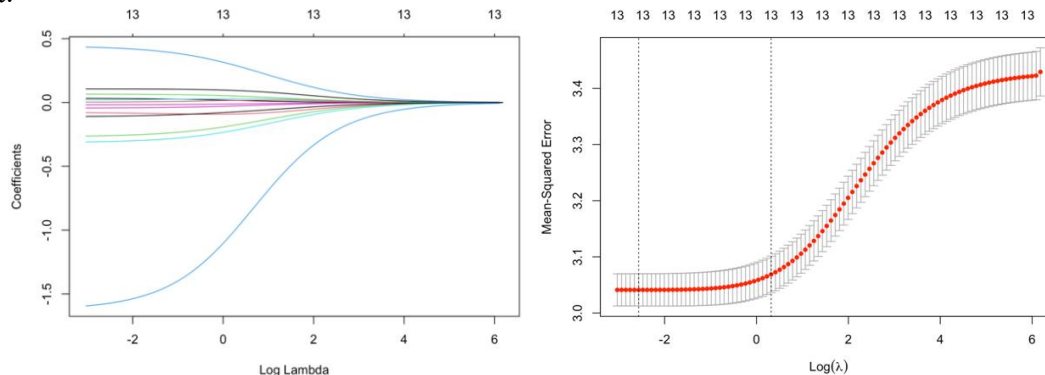 13 13 13 13 13
0.5
0.0
-0.5
-1.0
-1.5
Coefficients
-2 0 2 4 6
Log Lambda
13 13 13 13 13 13 13 13 13 13 13 13 13 13
3.4
3.3
3.2
3.1
3.0
Mean-Squared Error
-2 0 2 4 6
Log(λ)